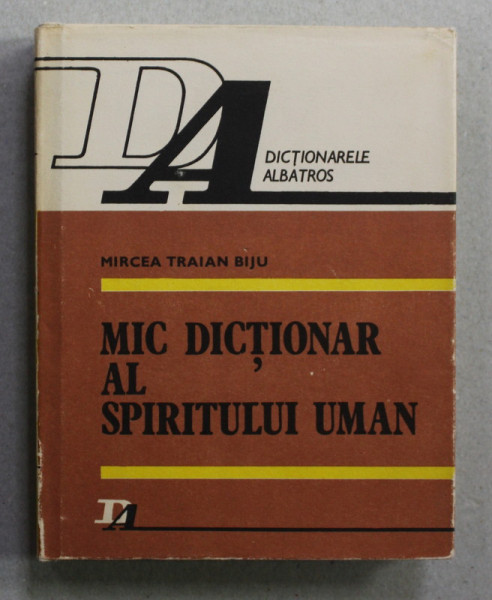 DA
DICȚIONARELE
ALBATROS
MIRCEA TRAIAN BIJU
MIC DICȚIONAR
AL
SPIRITULUI UMAN
DA